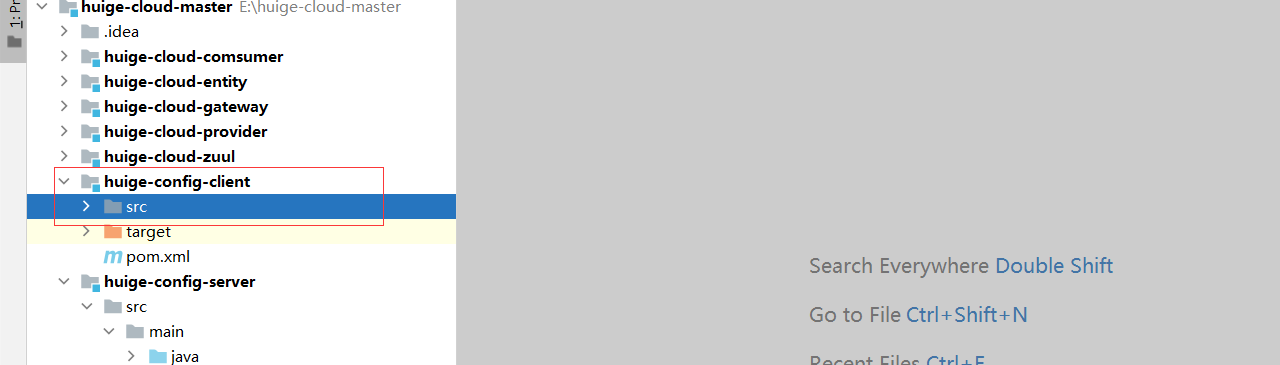 1: Pr
huige-cloud-master E:\huige-cloud-master
.idea
huige-cloud-comsumer
huige-cloud-entity
huige-cloud-gateway
huige-cloud-provider
huige-cloud-zuul
huige-config-client
src
target
m pom.xml
huige-config-server
src
main
java
Search Everywhere Double Shift
Go to File Ctrl+Shift+N
Recent Files Ctrl+E